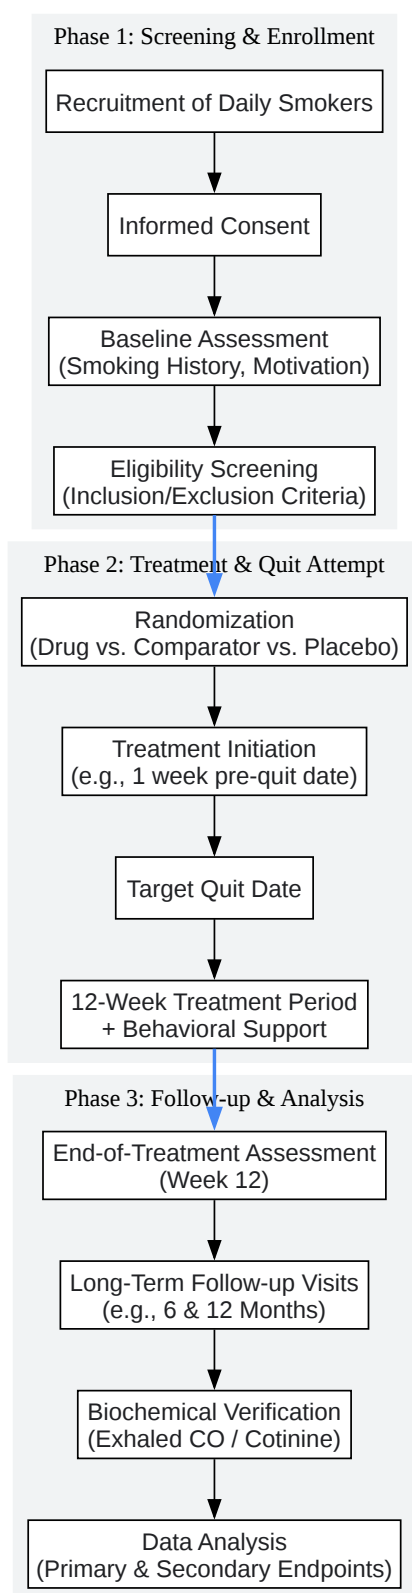 Phase 1: Screening & Enrollment
Recruitment of Daily Smokers
Informed Consent
Baseline Assessment
(Smoking History, Motivation)
Eligibility Screening
(Inclusion/Exclusion Criteria)
Phase 2: Treatment & Quit Attempt
Randomization
(Drug vs. Comparator vs. Placebo)
Treatment Initiation
(e.g., 1 week pre-quit date)
Target Quit Date
12-Week Treatment Period
+ Behavioral Support
Phase 3: Follow-up & Analysis
End-of-Treatment Assessment
(Week 12)
Long-Term Follow-up Visits
(e.g., 6 & 12 Months)
Biochemical Verification
(Exhaled CO / Cotinine)
Data Analysis
(Primary & Secondary Endpoints)